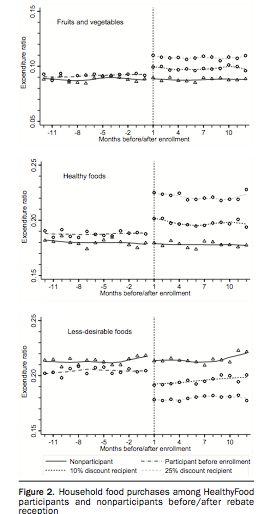 0.15
Fruits and vegetables
Expenditure ratio
0.10
0.05
-11 -8 -5 -2 1 4 7 10
Months before/after enrollment
0.25
Healthy foods
Expenditure ratio
0.20
0.15
-11 -8 -5 -2 1 4 7 10
Months before/after enrollment
0.25
Less-desirable foods
Expenditure ratio
0.20
0.15
-11 -8 -5 -2 1 4 7 10
Months before/after enrollment
Nonparticipant Participant before enrollment
10% discount recipient 25% discount recipient
Figure 2. Household food purchases among HealthyFood
participants and nonparticipants before/after rebate
reception